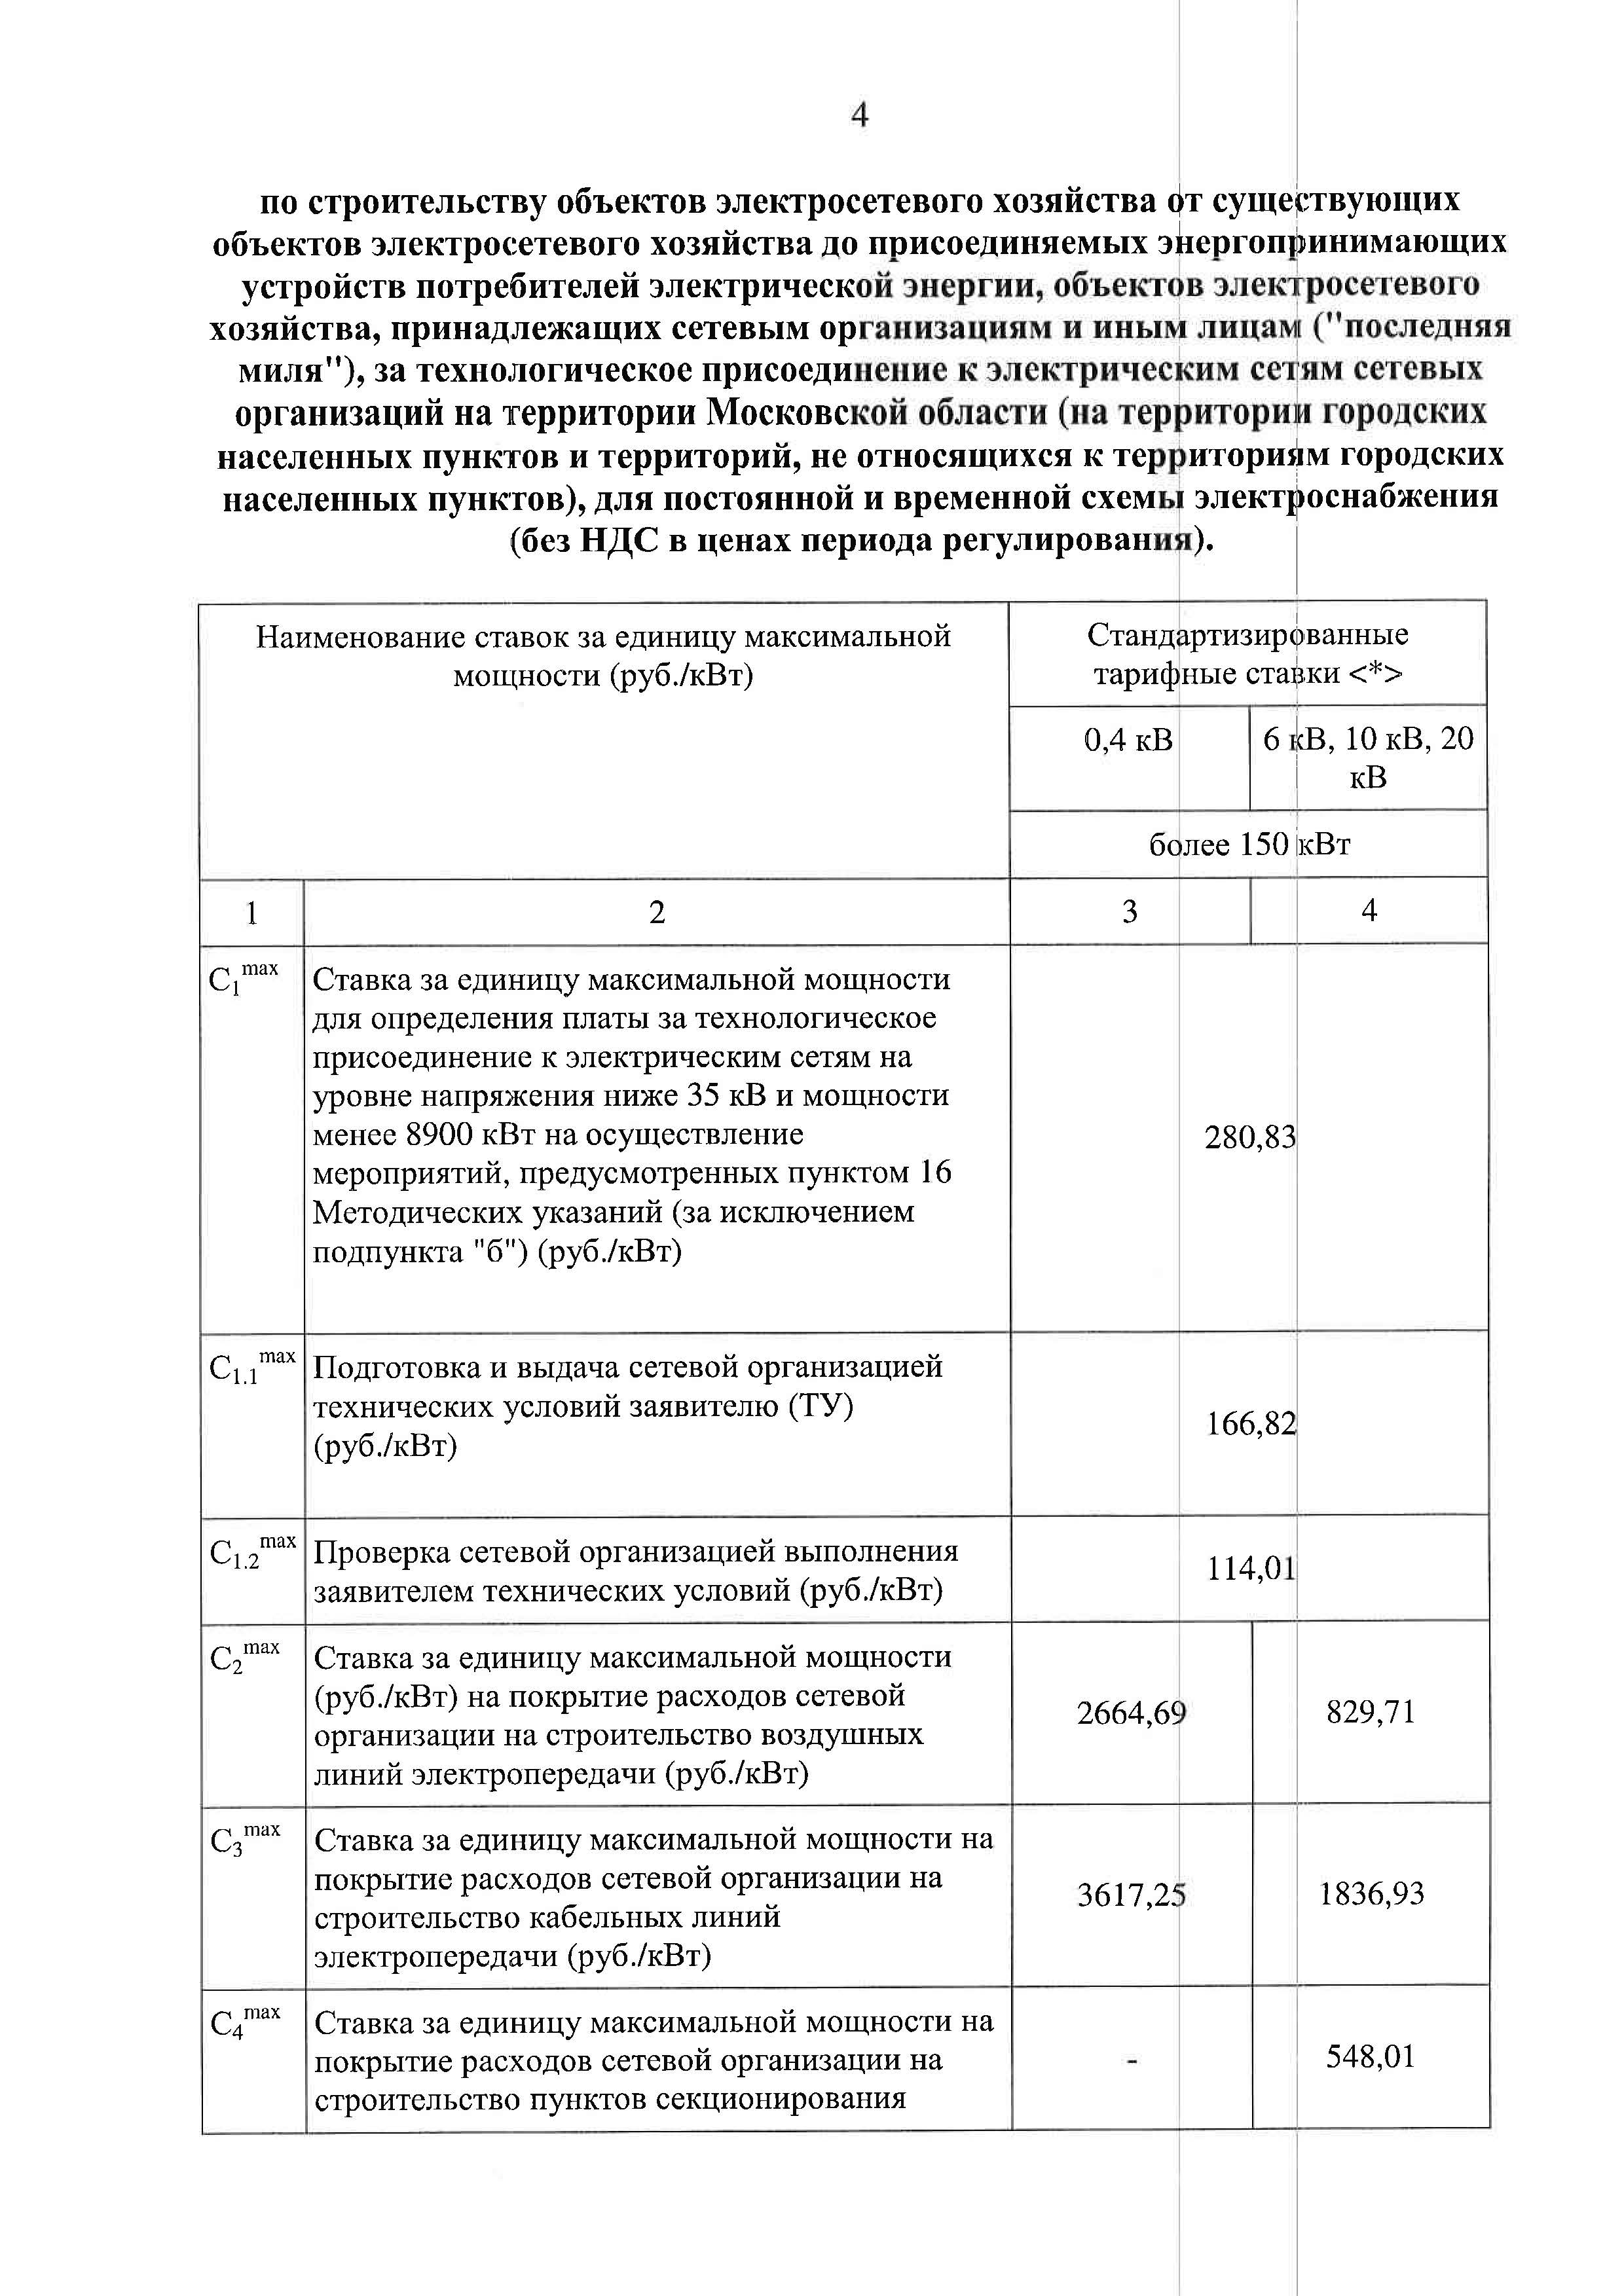 4
по строительству объектов электросетевого хозяйства от существующих
объектов электросетевого хозяйства до присоединяемых энергопринимающих
устройств потребителей электрической энергии, объектов электросетевого
хозяйства, принадлежащих сетевым организациям и иным лицам ("последняя
миля"), за технологическое присоединение к электрическим сетям сетевых
организаций на территории Московской области (на территории городских
населенных пунктов и территорий, не относящихся к территориям городских
населенных пунктов), для постоянной и временной схемы электроснабжения
(без НДС в ценах периода регулирования).
Наименование ставок за единицу максимальной
мощности (руб./кВт)
Стандартизированные
тарифные ставки <*>
0,4 кВ
6 кВ, 10 кВ, 20
кВ
более 150 кВт
1 2 3 4
C1max
Ставка за единицу максимальной мощности
для определения платы за технологическое
присоединение к электрическим сетям на
уровне напряжения ниже 35 кВ и мощности
менее 8900 кВт на осуществление
мероприятий, предусмотренных пунктом 16
Методических указаний (за исключением
подпункта "б") (руб./кВт)
280,83
C1.1max
Подготовка и выдача сетевой организацией
технических условий заявителю (ТУ)
(руб./кВт)
166,82
C1.2max
Проверка сетевой организацией выполнения
заявителем технических условий (руб./кВт)
114,01
C2max
Ставка за единицу максимальной мощности
(руб./кВт) на покрытие расходов сетевой
организации на строительство воздушных
линий электропередачи (руб./кВт)
2664,69
829,71
C3max
Ставка за единицу максимальной мощности на
покрытие расходов сетевой организации на
строительство кабельных линий
электропередачи (руб./кВт)
3617,25
1836,93
C4max
Ставка за единицу максимальной мощности на
покрытие расходов сетевой организации на
строительство пунктов секционирования
-
548,01